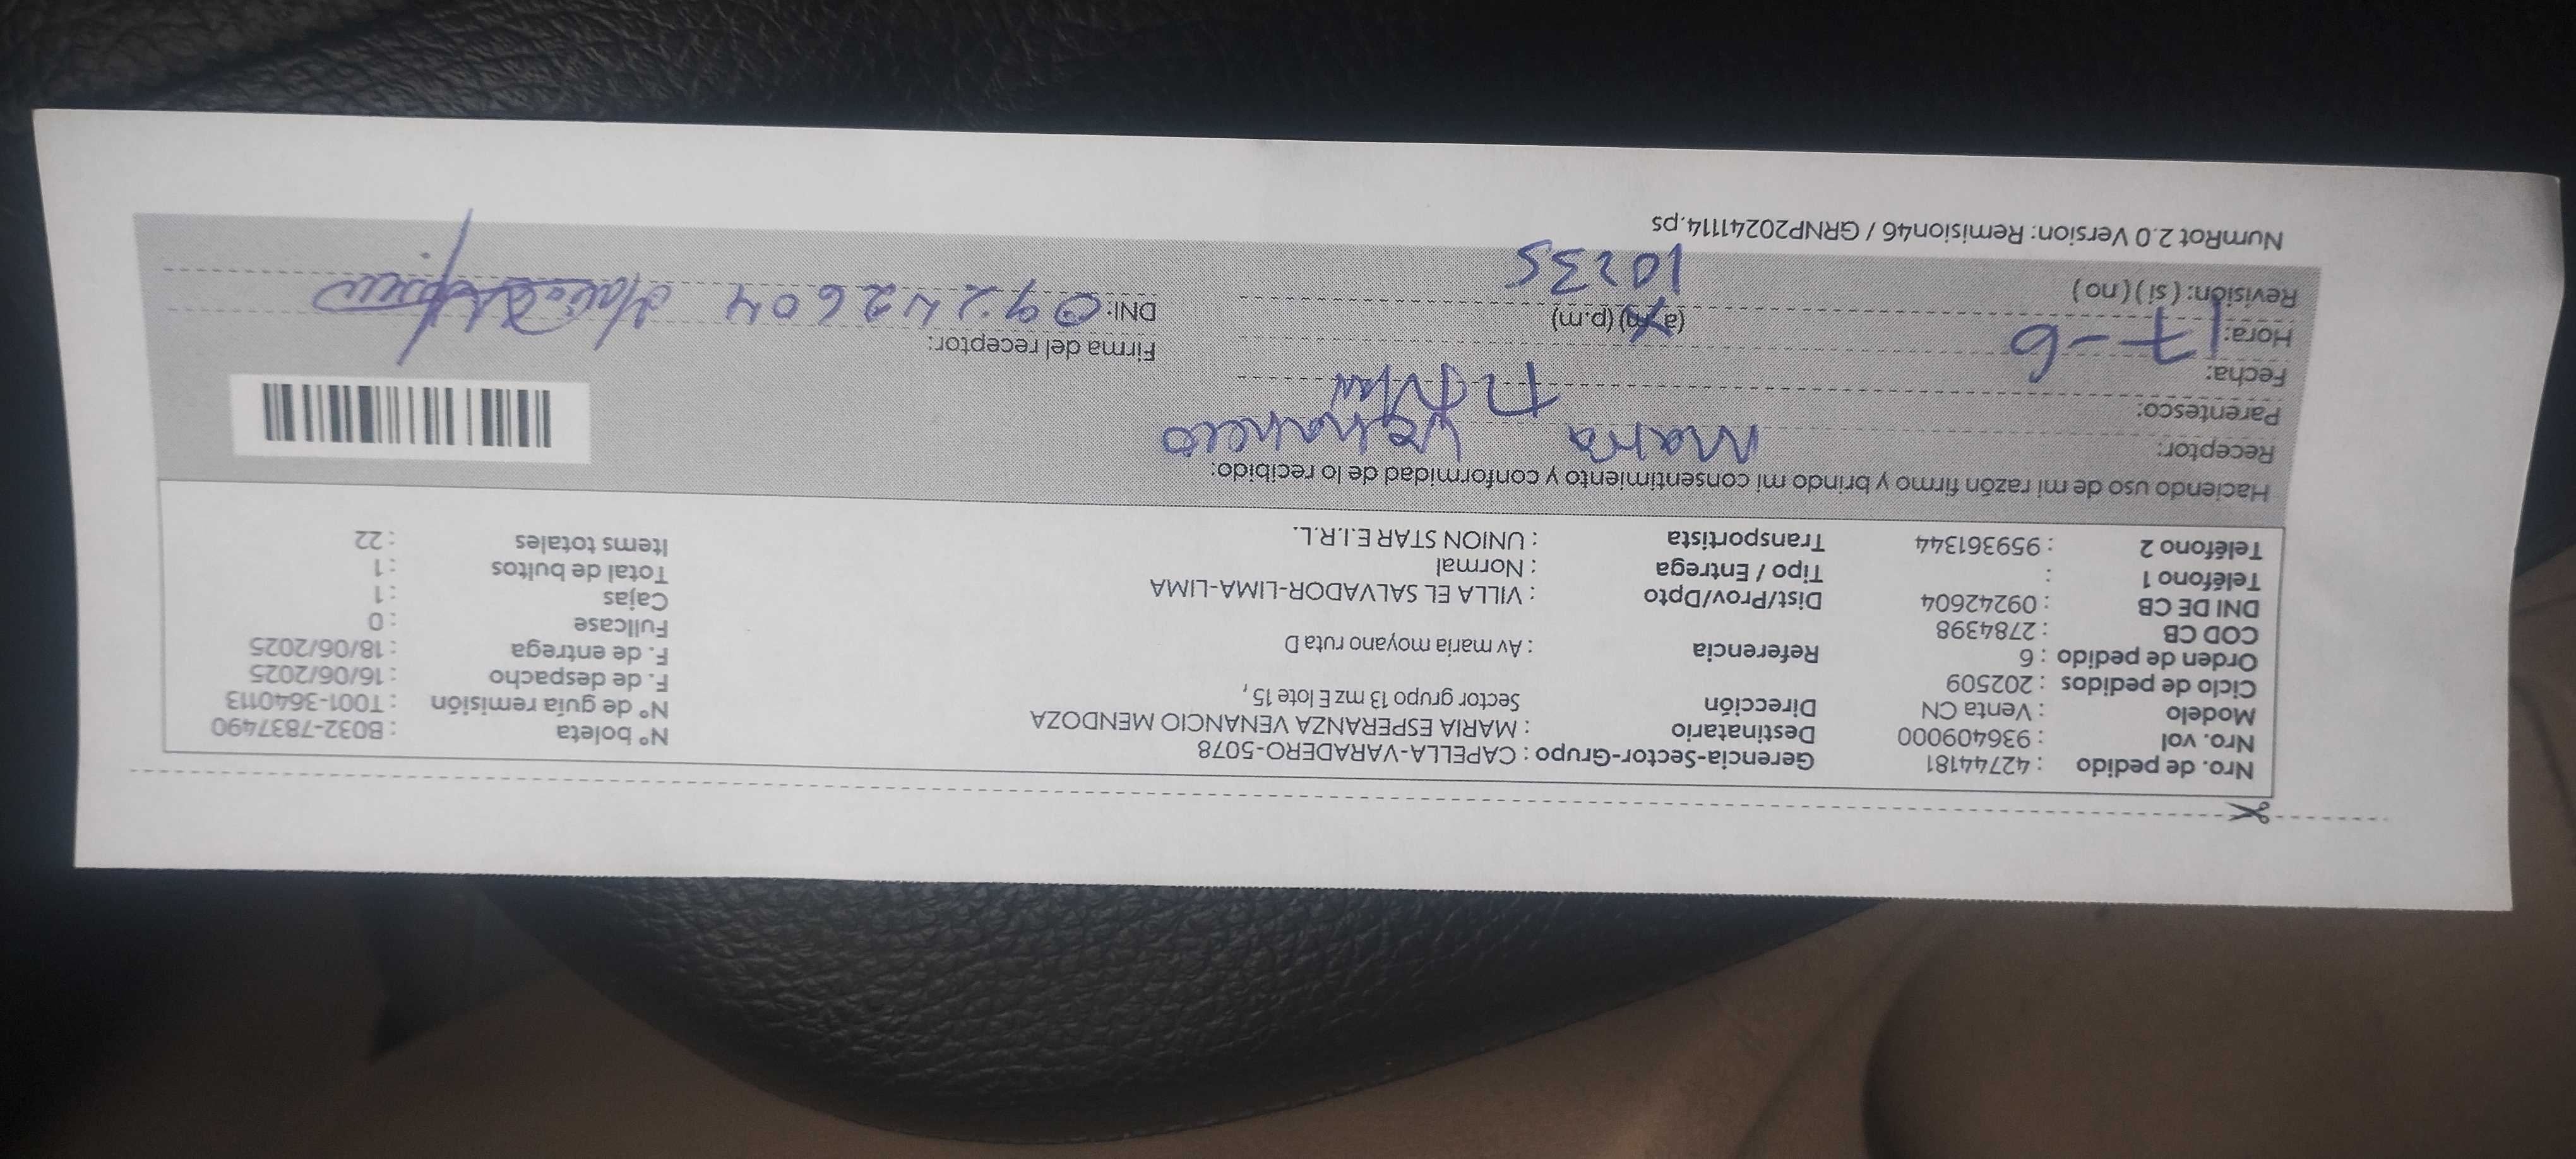 Nro. de pedido : 42744181 Gerencia-Sector-Grupo : CAPELLA-VARADERO-5078 N° boleta : B032-7837490
Nro. vol : 936409000 Destinatario : MARIA ESPERANZA VENANCIO MENDOZA N° de guía remisión : T001-3640113
Modelo : Venta CN Dirección Sector grupo 13 mz E lote 15 , F. de despacho : 16/06/2025
Ciclo de pedidos : 202509 F. de entrega : 18/06/2025
Orden de pedido : 6 Referencia : Av maria moyano ruta D Fullcase : 0
COD CB : 2784398 Cajas : 1
DNI DE CB : 09242604 Dist/Prov/Dpto : VILLA EL SALVADOR-LIMA-LIMA Total de bultos : 1
Teléfono 1 : Tipo / Entrega : Normal Items totales : 22
Teléfono 2 : 959361344 Transportista : UNION STAR E.I.R.L.
Haciendo uso de mi razón firmo y brindo mi consentimiento y conformidad de lo recibido:
Receptor: Maria Venancio
Parentesco:
Fecha: 17-6 Firma del receptor:
Hora: (a.m) (p.m) DNI: 09242604
Revisión: ( si ) ( no ) 10235
NumRot 2.0 Version: Remision46 / GRNP20241114.ps